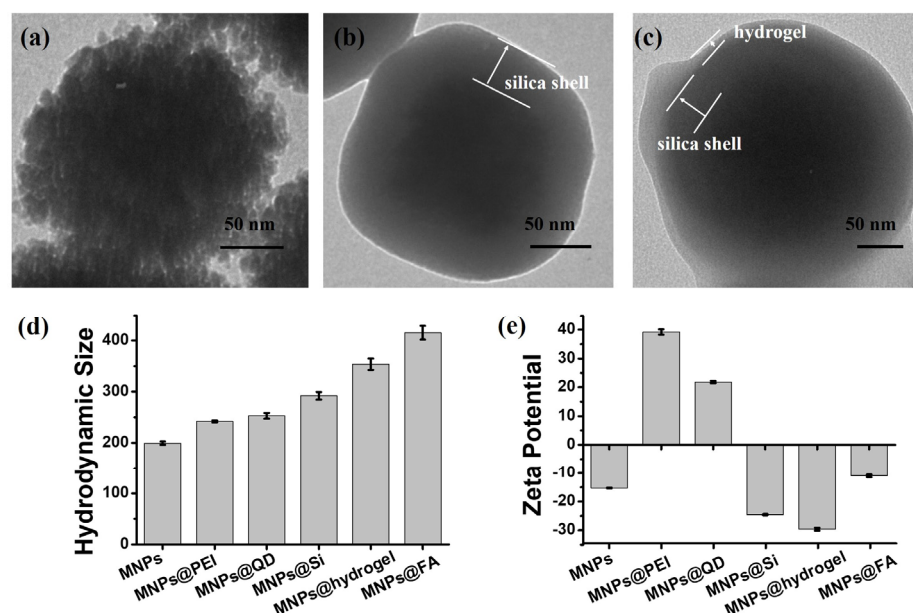 (a)
50 nm
(b)
silica shell
50 nm
(c)
hydrogel
silica shell
50 nm
(d)
Hydrodynamic Size
400
300
200
100
0
MNPs
MNPs@PEI
MNPs@QD
MNPs@Si
MNPs@hydrogel
MNPs@FA
(e)
Zeta Potential
40
30
20
10
0
-10
-20
-30
MNPs
MNPs@PEI
MNPs@QD
MNPs@Si
MNPs@hydrogel
MNPs@FA